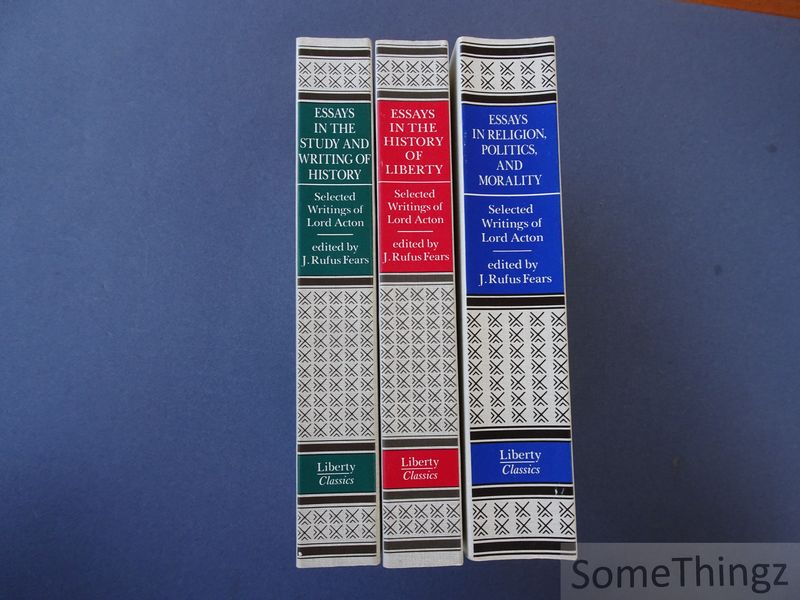 ESSAYS
IN THE
STUDY AND
WRITING OF
HISTORY
Selected
Writings of
Lord Acton
edited by
J. Rufus Fears
Liberty
Classics
ESSAYS
IN THE
HISTORY
OF
LIBERTY
Selected
Writings of
Lord Acton
edited by
J. Rufus Fears
Liberty
Classics
ESSAYS
IN RELIGION,
POLITICS,
AND
MORALITY
Selected
Writings of
Lord Acton
edited by
J. Rufus Fears
Liberty
Classics
SomeThingz